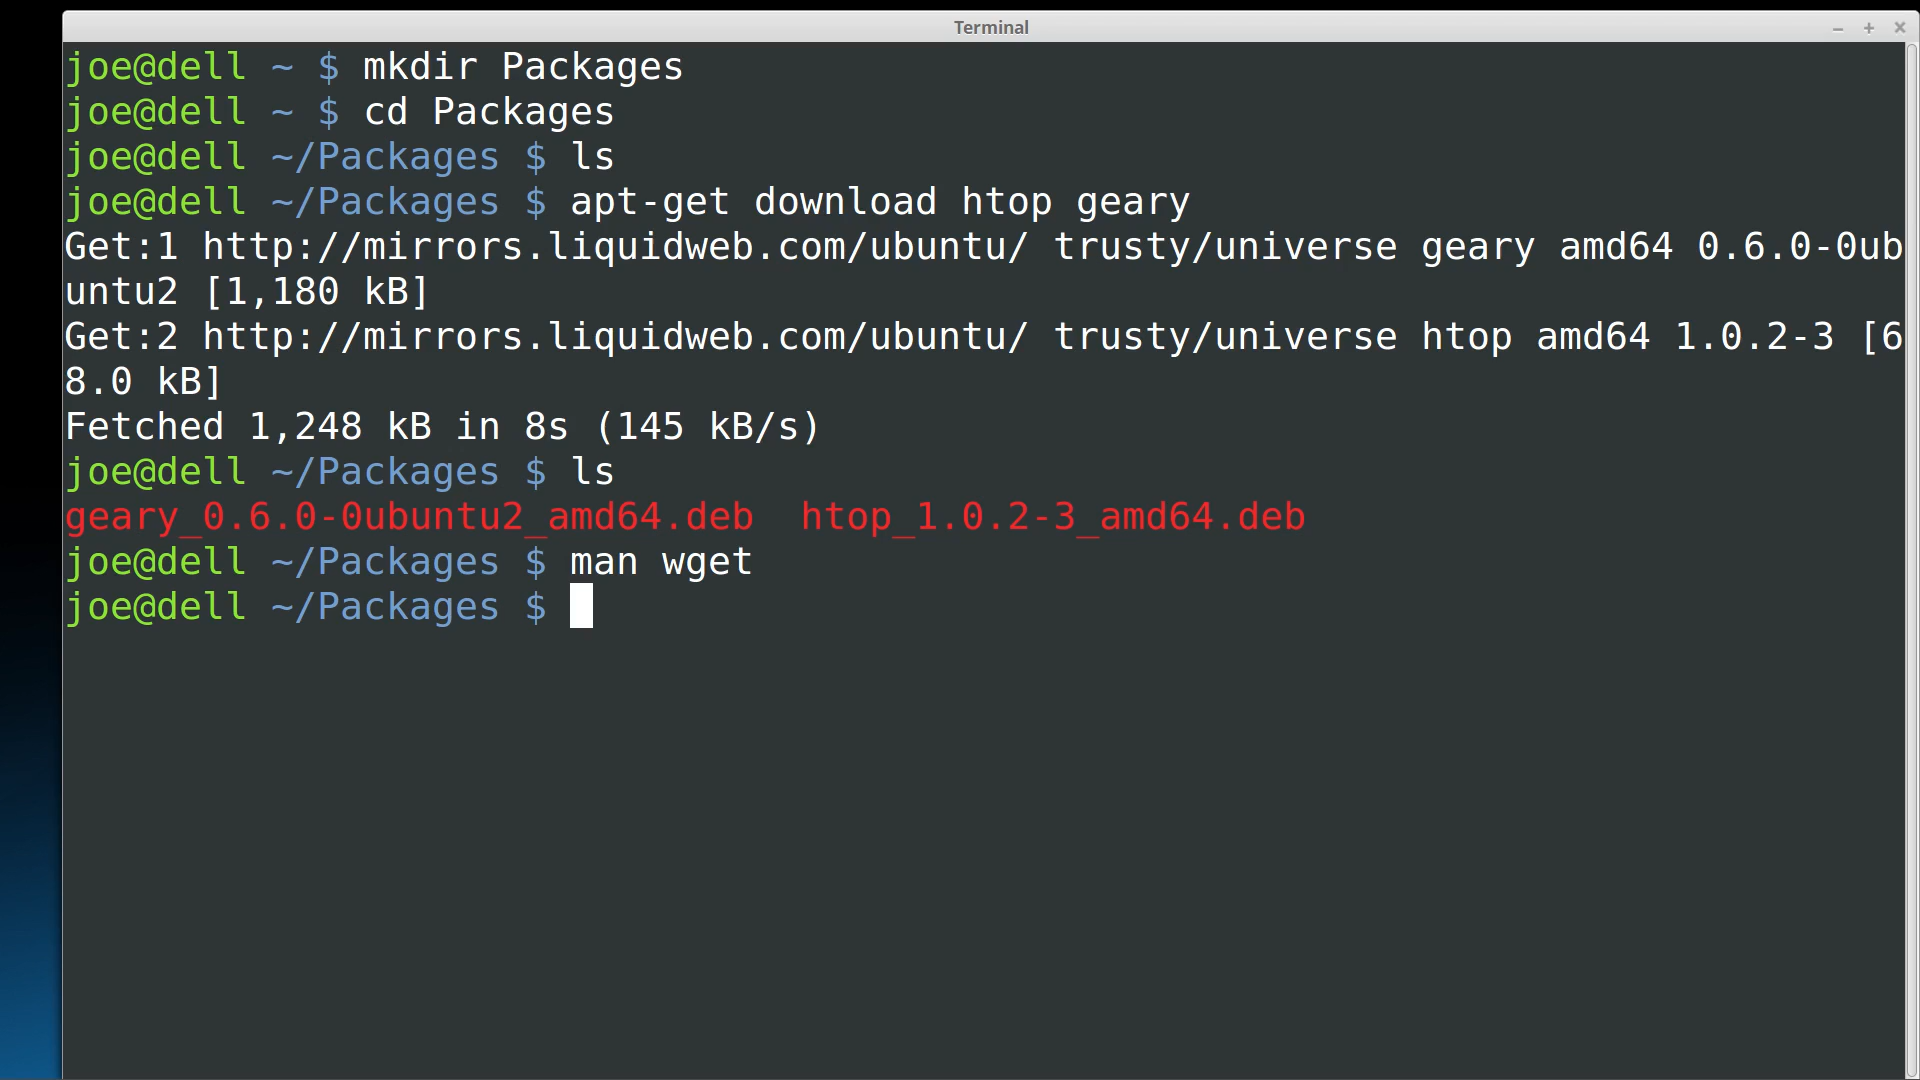 Terminal
joe@dell ~ $ mkdir Packages
joe@dell ~ $ cd Packages
joe@dell ~/Packages $ ls
joe@dell ~/Packages $ apt-get download htop geary
Get:1 http://mirrors.liquidweb.com/ubuntu/ trusty/universe geary amd64 0.6.0-0ub
untu2 [1,180 kB]
Get:2 http://mirrors.liquidweb.com/ubuntu/ trusty/universe htop amd64 1.0.2-3 [6
8.0 kB]
Fetched 1,248 kB in 8s (145 kB/s)
joe@dell ~/Packages $ ls
geary_0.6.0-0ubuntu2_amd64.deb  htop_1.0.2-3_amd64.deb
joe@dell ~/Packages $ man wget
joe@dell ~/Packages $